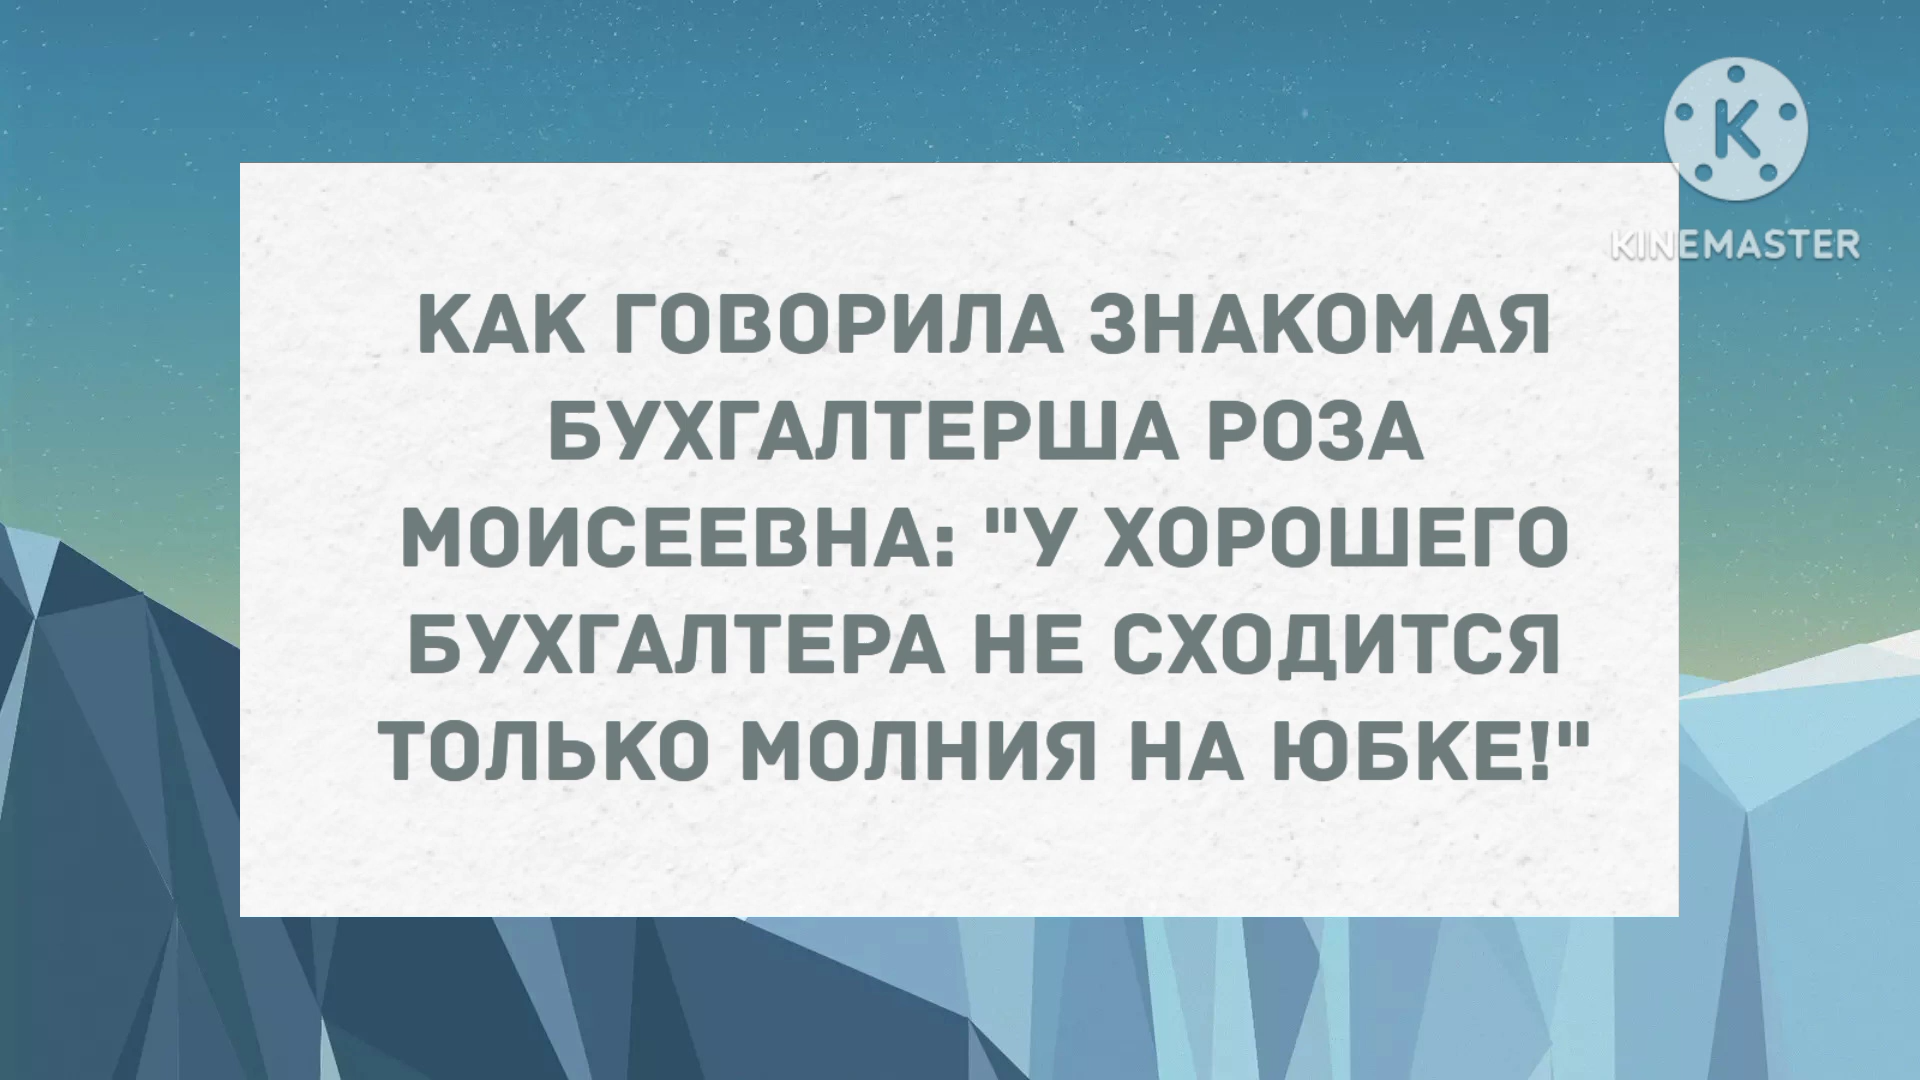 KINEMASTER
КАК ГОВОРИЛА ЗНАКОМАЯ
БУХГАЛТЕРША РОЗА
МОИСЕЕВНА: "У ХОРОШЕГО
БУХГАЛТЕРА НЕ СХОДИТСЯ
ТОЛЬКО МОЛНИЯ НА ЮБКЕ!"